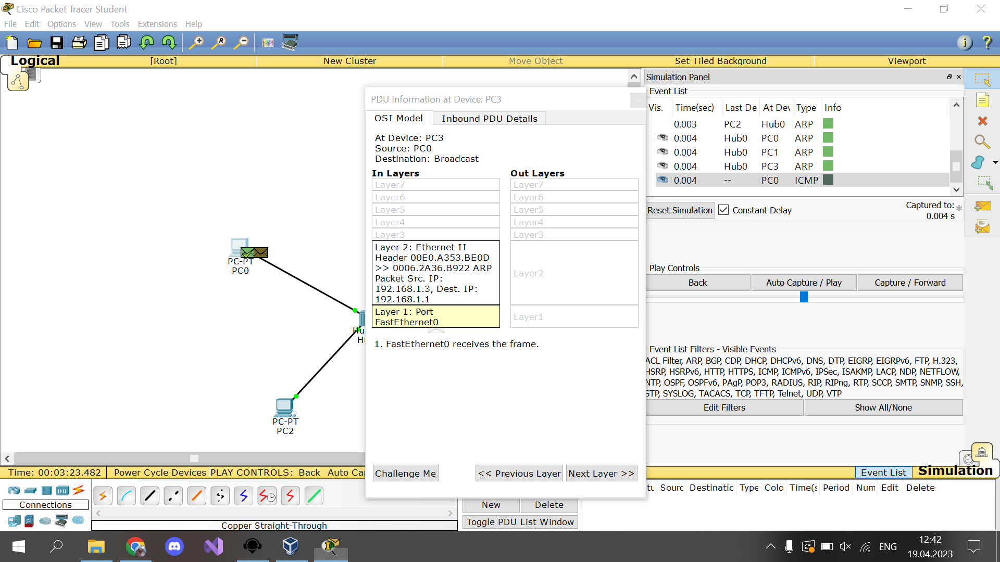 Cisco Packet Tracer Student
File Edit Options View Tools Extensions Help
Logical [Root] New Cluster Move Object Set Tiled Background Viewport
PC-PT
PC0
Hu
H
PC-PT
PC2
PDU Information at Device: PC3
OSI Model Inbound PDU Details
At Device: PC3
Source: PC0
Destination: Broadcast
In Layers Out Layers
Layer7 Layer7
Layer6 Layer6
Layer5 Layer5
Layer4 Layer4
Layer3 Layer3
Layer 2: Ethernet II
Header 00E0.A353.BE0D
>> 0006.2A36.B922 ARP
Packet Src. IP:
192.168.1.3, Dest. IP:
192.168.1.1
Layer2
Layer 1: Port
FastEthernet0
Layer1
1. FastEthernet0 receives the frame.
Challenge Me << Previous Layer Next Layer >>
Simulation Panel
Event List
Vis. Time(sec) Last De At Dev Type Info
0.003 PC2 Hub0 ARP
0.004 Hub0 PC0 ARP
0.004 Hub0 PC1 ARP
0.004 Hub0 PC3 ARP
0.004 -- PC0 ICMP
Reset Simulation Constant Delay
Captured to: *
0.004 s
Play Controls
Back Auto Capture / Play Capture / Forward
Event List Filters - Visible Events
ACL Filter, ARP, BGP, CDP, DHCP, DHCPv6, DNS, DTP, EIGRP, EIGRPv6, FTP, H.323,
HSRP, HSRPv6, HTTP, HTTPS, ICMP, ICMPv6, IPSec, ISAKMP, LACP, NDP, NETFLOW,
NTP, OSPF, OSPFv6, PAgP, POP3, RADIUS, RIP, RIPng, RTP, SCCP, SMTP, SNMP, SSH,
STP, SYSLOG, TACACS, TCP, TFTP, Telnet, UDP, VTP
Edit Filters Show All/None
Time: 00:03:23.482 Power Cycle Devices PLAY CONTROLS: Back Auto Ca
Event List Simulation
Connections
Copper Straight-Through
New Delete
Toggle PDU List Window
tu Sourc Destinatio Type Colo Time(s Period Num Edit Delete
ENG
12:42
19.04.2023